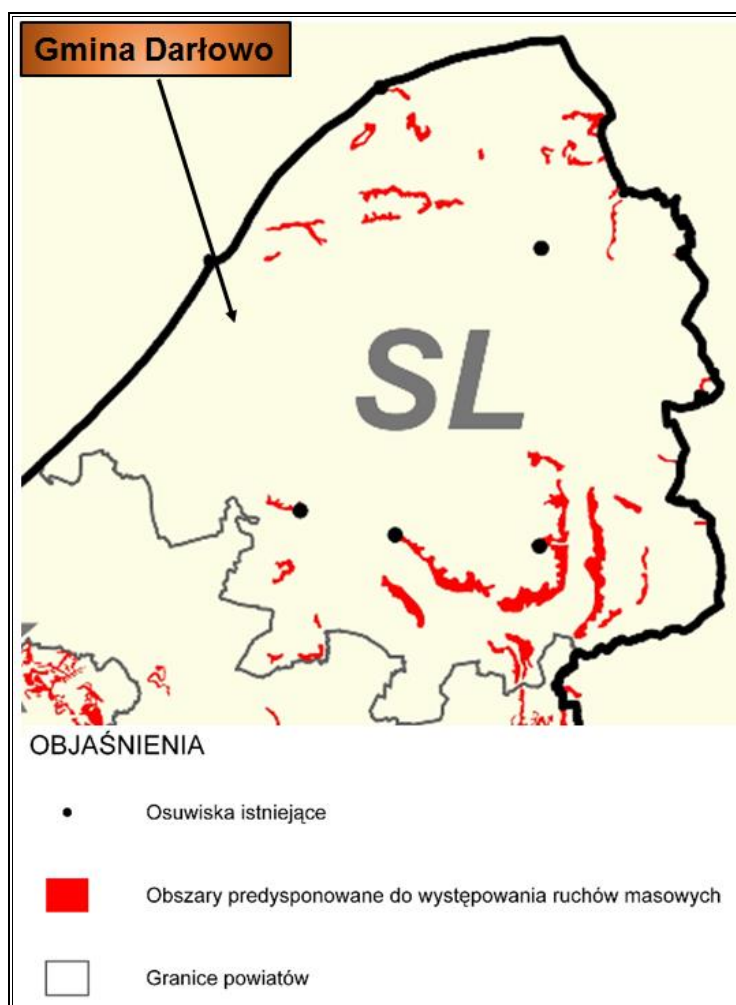 Gmina Darłowo
SL
OBJAŚNIENIA
Osuwiska istniejące
Obszary predysponowane do występowania ruchów masowych
Granice powiatów